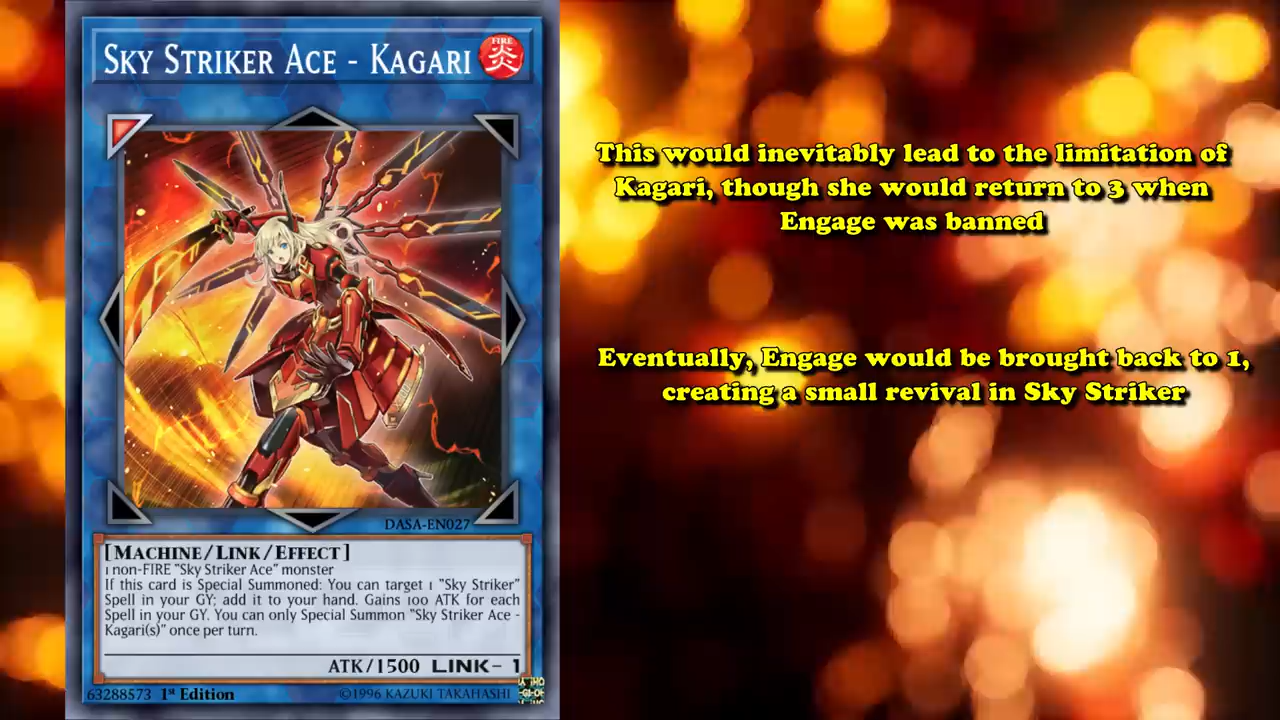 Sky Striker Ace - Kagari
FIRE
炎
This would inevitably lead to the limitation of
Kagari, though she would return to 3 when
Engage was banned
Eventually, Engage would be brought back to 1,
creating a small revival in Sky Striker
DASA-EN027
[Machine/Link/Effect]
1 non-FIRE "Sky Striker Ace" monster
If this card is Special Summoned: You can target 1 "Sky Striker"
Spell in your GY; add it to your hand. Gains 100 ATK for each
Spell in your GY. You can only Special Summon "Sky Striker Ace -
Kagari(s)" once per turn.
ATK/1500 LINK-1
63288573 1st Edition ©1996 KAZUKI TAKAHASHI